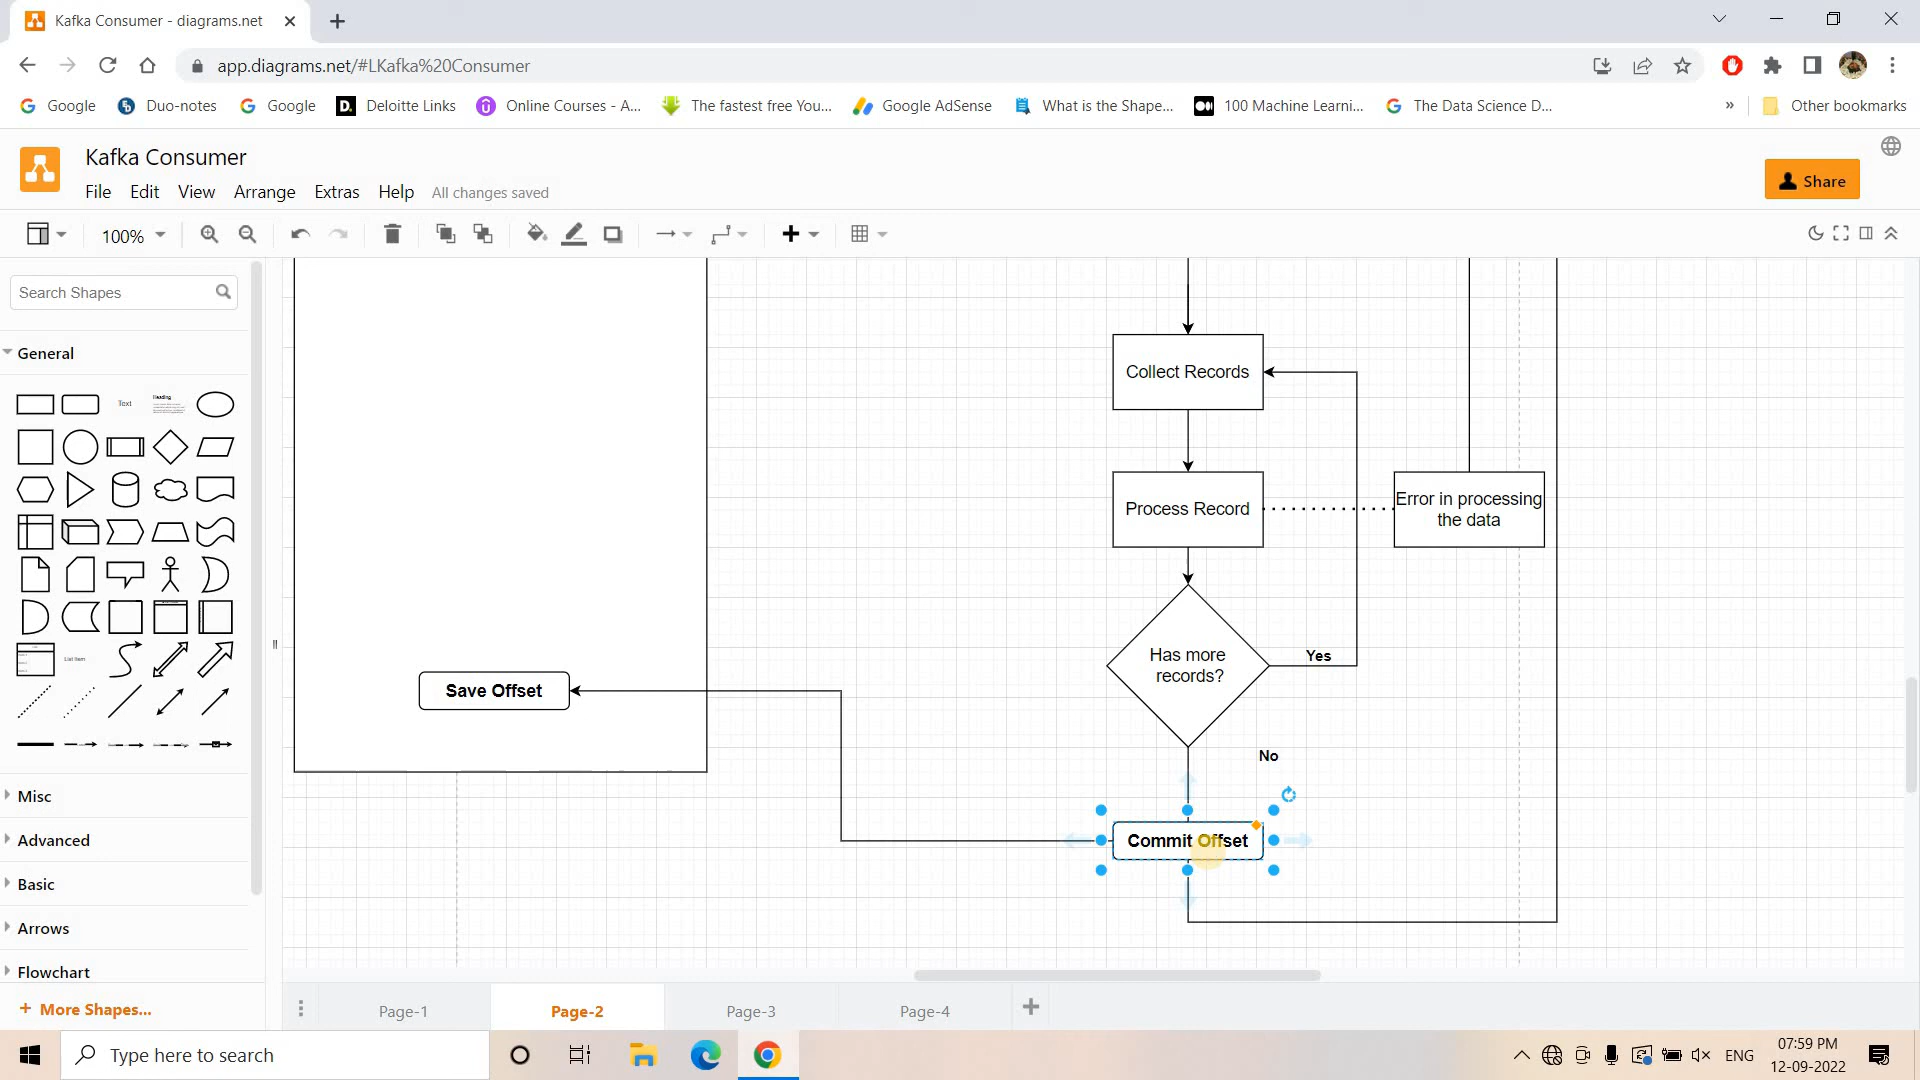 Kafka Consumer - diagrams.net
app.diagrams.net/#LKafka%20Consumer
Google
Duo-notes
Google
Deloitte Links
Online Courses - A...
The fastest free You...
Google AdSense
What is the Shape...
100 Machine Learni...
The Data Science D...
»
Other bookmarks
Kafka Consumer
File Edit View Arrange Extras Help All changes saved
Share
100%
Search Shapes
General
Text
Heading
List Item
Misc
Advanced
Basic
Arrows
Flowchart
+ More Shapes...
Collect Records
Process Record
Error in processing
the data
Has more
records?
Yes
Save Offset
No
Commit Offset
Page-1
Page-2
Page-3
Page-4
Type here to search
ENG
07:59 PM
12-09-2022